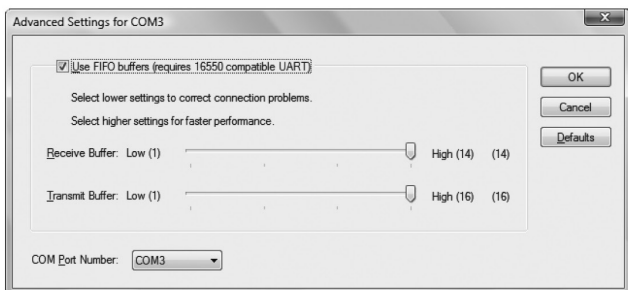 Advanced Settings for COM3
Use FIFO buffers (requires 16550 compatible UART)
OK
Select lower settings to correct connection problems.
Cancel
Select higher settings for faster performance.
Defaults
Receive Buffer: Low (1) High (14) (14)
Transmit Buffer: Low (1) High (16) (16)
COM Port Number: COM3